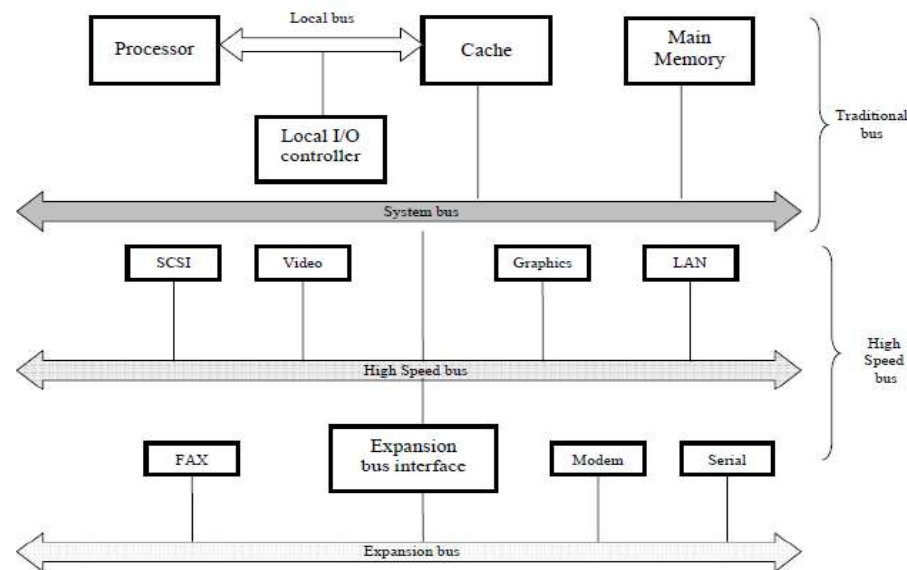 Local bus
Processor
Cache
Main
Memory
Traditional
bus
Local I/O
controller
System bus
SCSI
Video
Graphics
LAN
High
Speed
bus
High Speed bus
Expansion
bus interface
FAX
Modem
Serial
Expansion bus